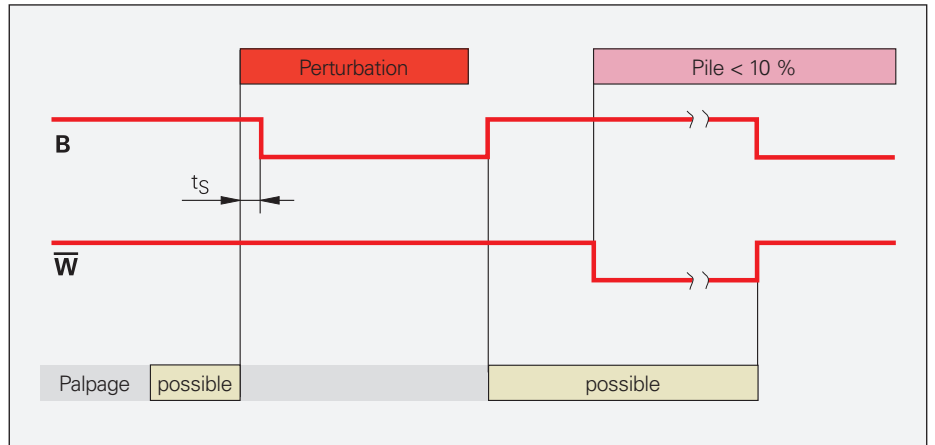 Perturbation
Pile < 10 %
B
tS
W̅
Palpage
possible
possible